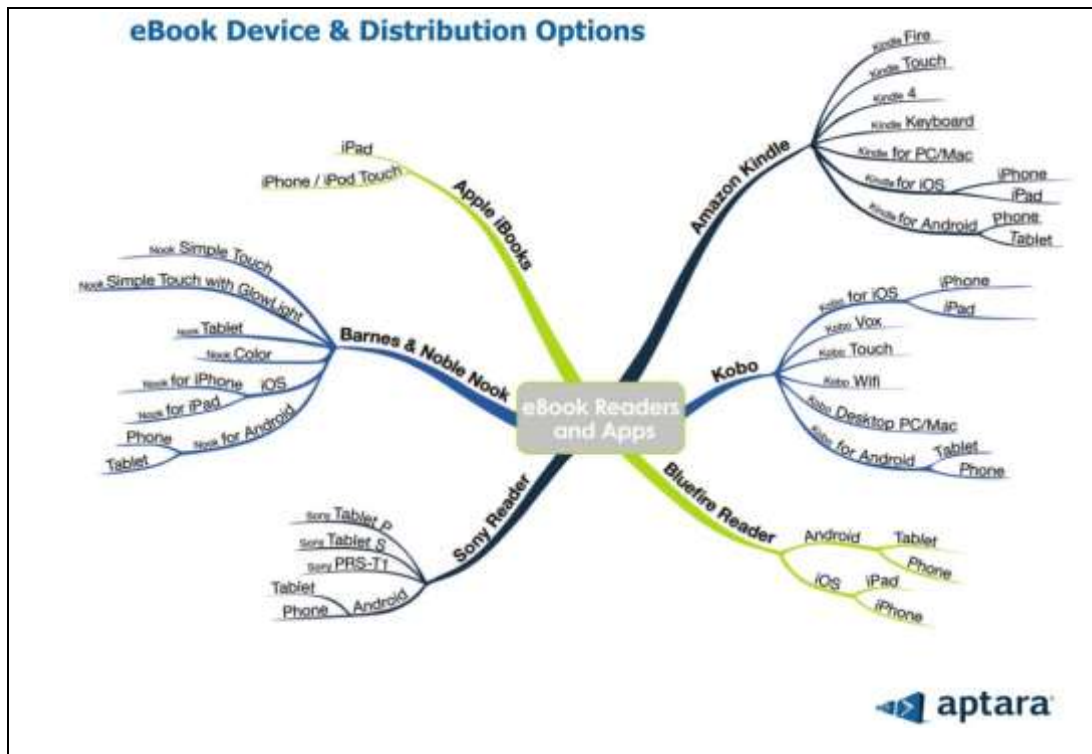 eBook Device & Distribution Options
Kindle Fire
Kindle Touch
Kindle 4
Kindle Keyboard
Kindle for PC/Mac
Kindle for iOS
iPhone
iPad
Kindle for Android
Phone
Tablet
Amazon Kindle
iPad
iPhone / iPod Touch
Apple iBooks
Nook Simple Touch
Nook Simple Touch with GlowLight
Nook Tablet
Nook Color
Nook for iPhone
Nook for iPad
iOS
Phone
Tablet
Nook for Android
Barnes & Noble Nook
Kobo for iOS
iPhone
iPad
Kobo Vox
Kobo Touch
Kobo Wifi
Kobo Desktop PC/Mac
Kobo for Android
Tablet
Phone
Kobo
eBook Readers
and Apps
Sony Tablet P
Sony Tablet S
Sony PRS-T1
Tablet
Phone
Android
Sony Reader
Bluefire Reader
Android
Tablet
Phone
iOS
iPad
iPhone
aptara